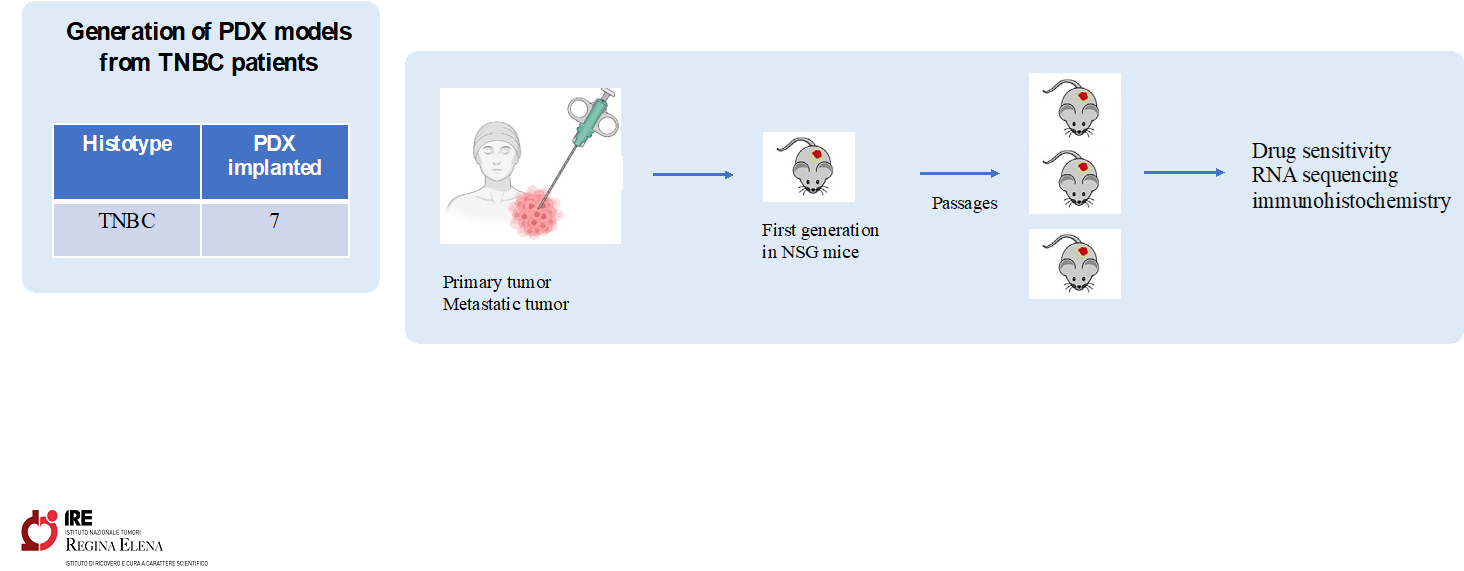 Generation of PDX models
from TNBC patients
Histotype
PDX
implanted
TNBC
7
Primary tumor
Metastatic tumor
First generation
in NSG mice
Passages
Drug sensitivity
RNA sequencing
immunohistochemistry
IRE
ISTITUTO NAZIONALE TUMORI
REGINA ELENA
ISTITUTO DI RICOVERO E CURA A CARATTERE SCIENTIFICO